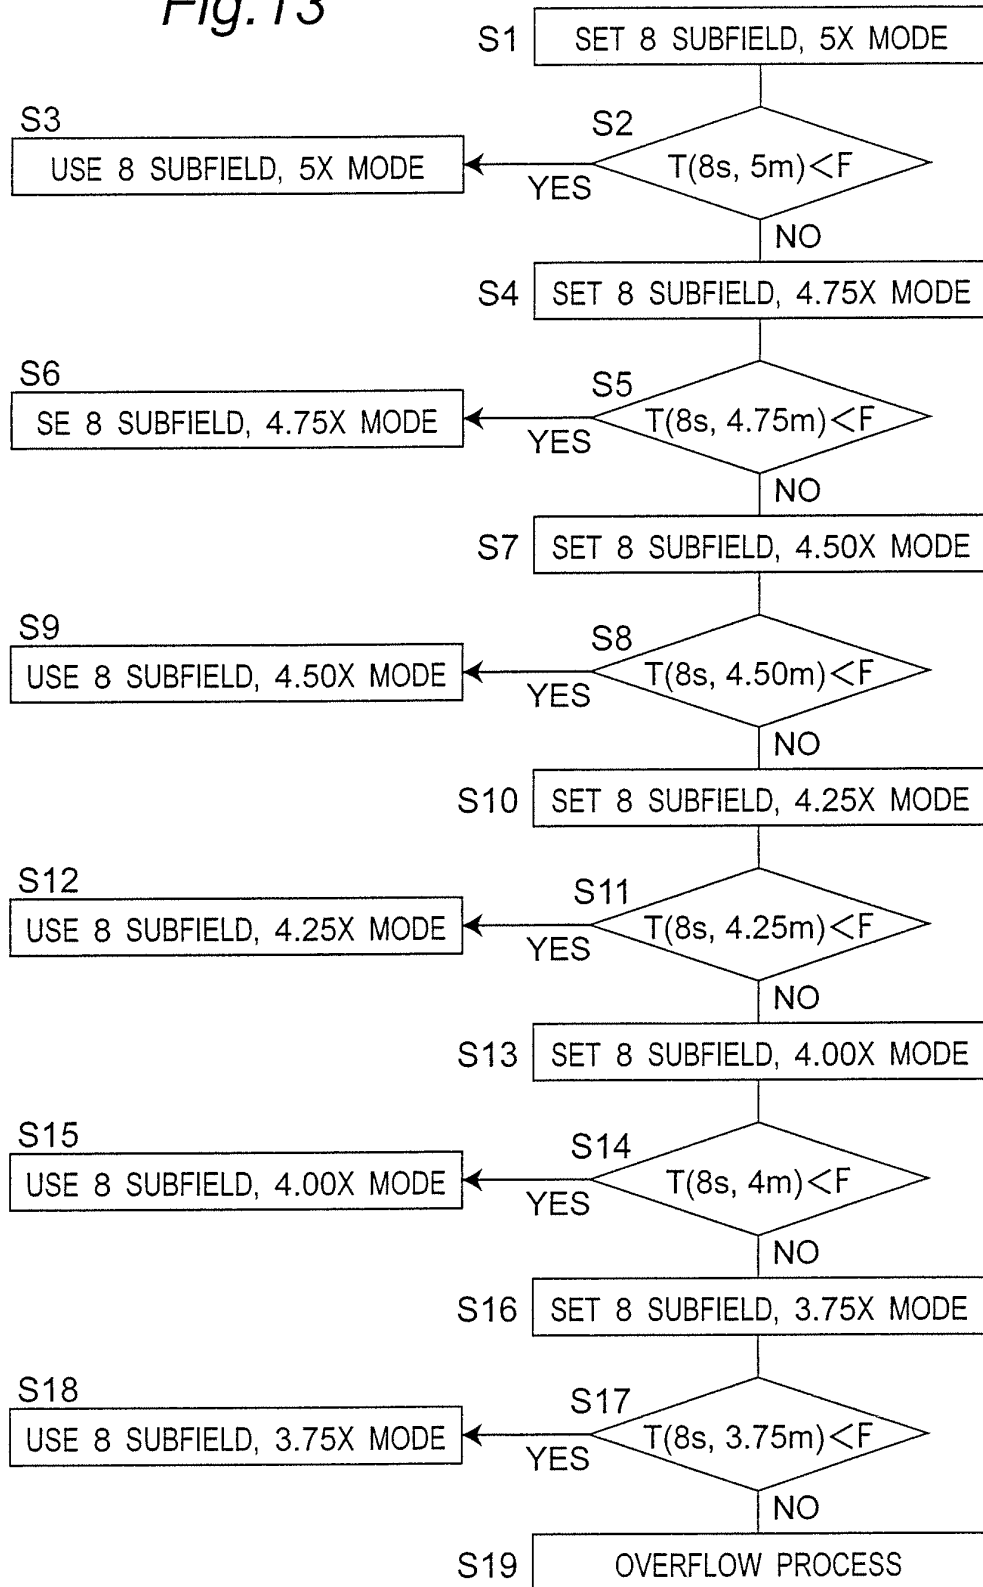 Fig.13
S1 SET 8 SUBFIELD, 5X MODE
S2
T(8s, 5m)<F
YES
NO
S3
USE 8 SUBFIELD, 5X MODE
S4 SET 8 SUBFIELD, 4.75X MODE
S5
T(8s, 4.75m)<F
YES
NO
S6
SE 8 SUBFIELD, 4.75X MODE
S7 SET 8 SUBFIELD, 4.50X MODE
S8
T(8s, 4.50m)<F
YES
NO
S9
USE 8 SUBFIELD, 4.50X MODE
S10 SET 8 SUBFIELD, 4.25X MODE
S11
T(8s, 4.25m)<F
YES
NO
S12
USE 8 SUBFIELD, 4.25X MODE
S13 SET 8 SUBFIELD, 4.00X MODE
S14
T(8s, 4m)<F
YES
NO
S15
USE 8 SUBFIELD, 4.00X MODE
S16 SET 8 SUBFIELD, 3.75X MODE
S17
T(8s, 3.75m)<F
YES
NO
S18
USE 8 SUBFIELD, 3.75X MODE
S19 OVERFLOW PROCESS